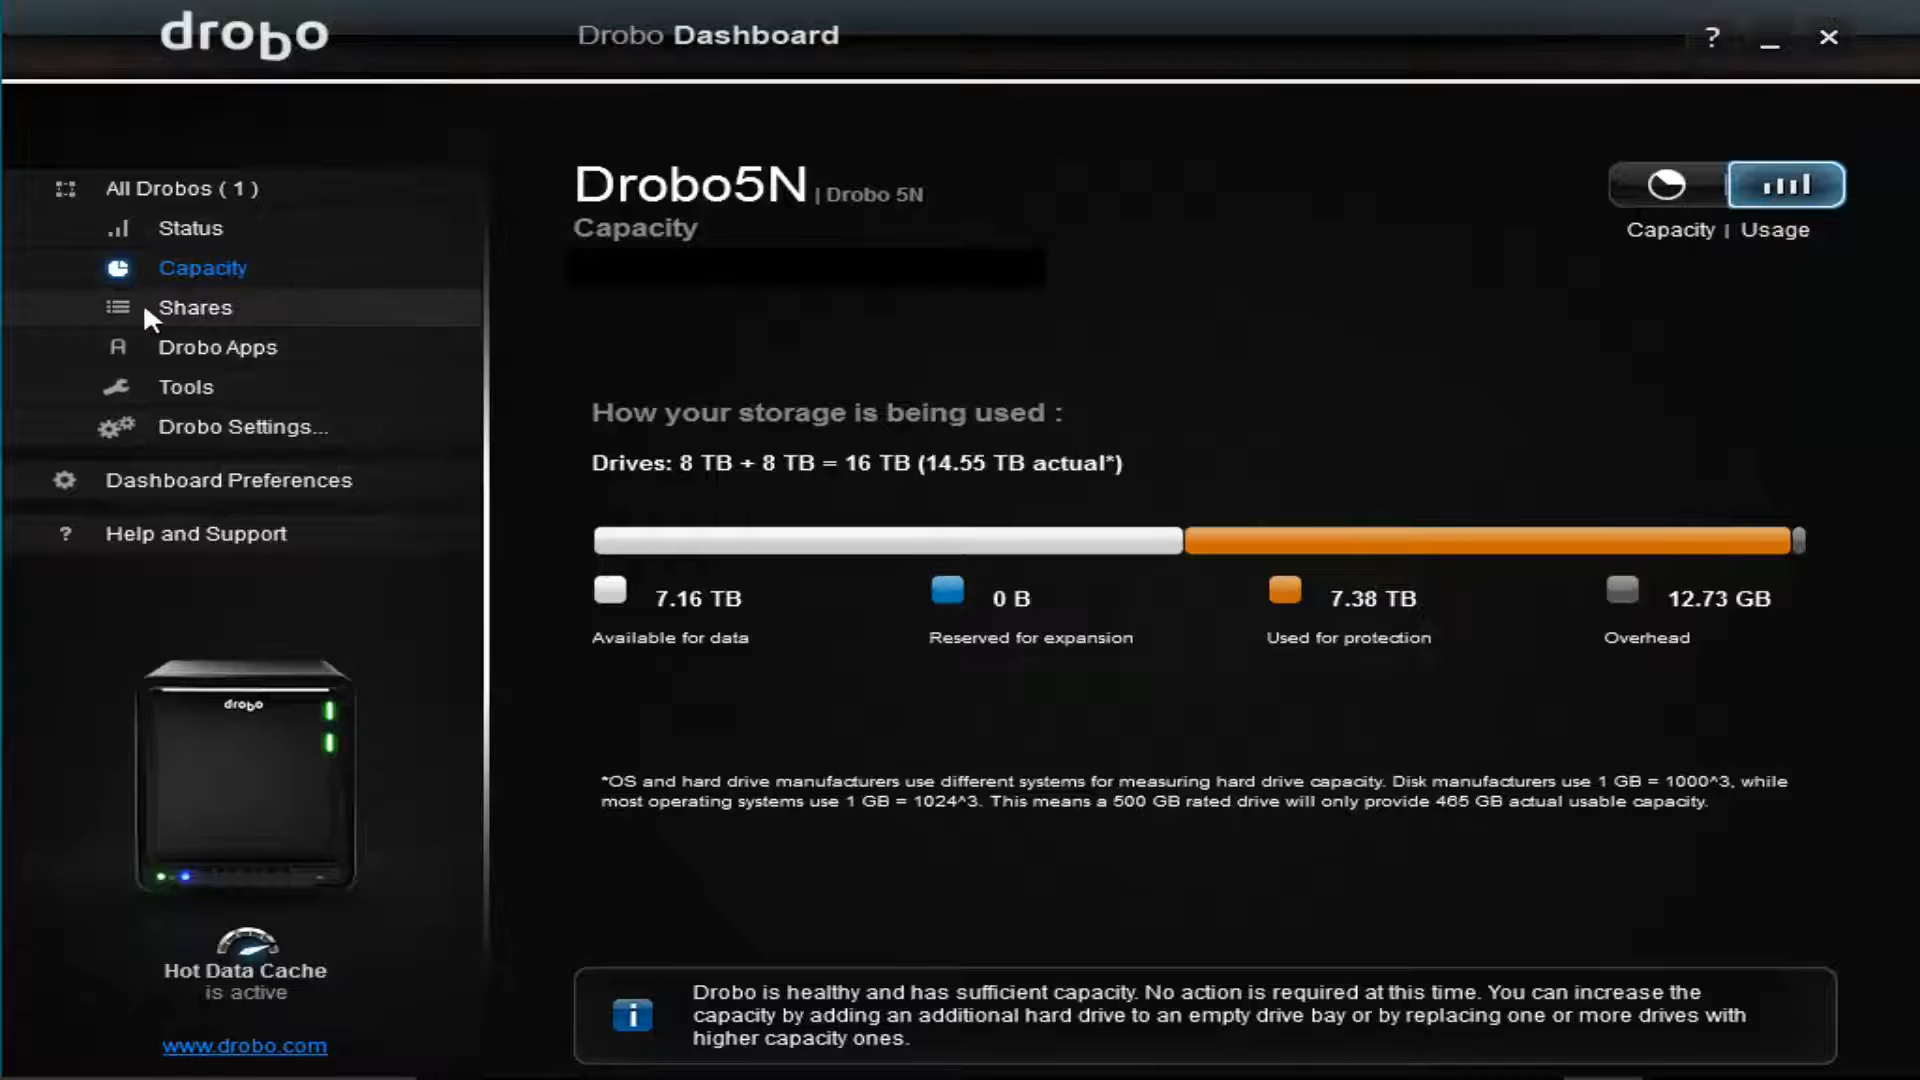 drobo
Drobo Dashboard
?
All Drobos ( 1 )
Status
Capacity
Shares
Drobo Apps
Tools
Drobo Settings...
Dashboard Preferences
? Help and Support
drobo
Hot Data Cache
is active
www.drobo.com
Drobo5N | Drobo 5N
Capacity
Capacity | Usage
How your storage is being used :
Drives: 8 TB + 8 TB = 16 TB (14.55 TB actual*)
7.16 TB
Available for data
0 B
Reserved for expansion
7.38 TB
Used for protection
12.73 GB
Overhead
*OS and hard drive manufacturers use different systems for measuring hard drive capacity. Disk manufacturers use 1 GB = 1000^3, while
most operating systems use 1 GB = 1024^3. This means a 500 GB rated drive will only provide 465 GB actual usable capacity.
Drobo is healthy and has sufficient capacity. No action is required at this time. You can increase the
capacity by adding an additional hard drive to an empty drive bay or by replacing one or more drives with
higher capacity ones.